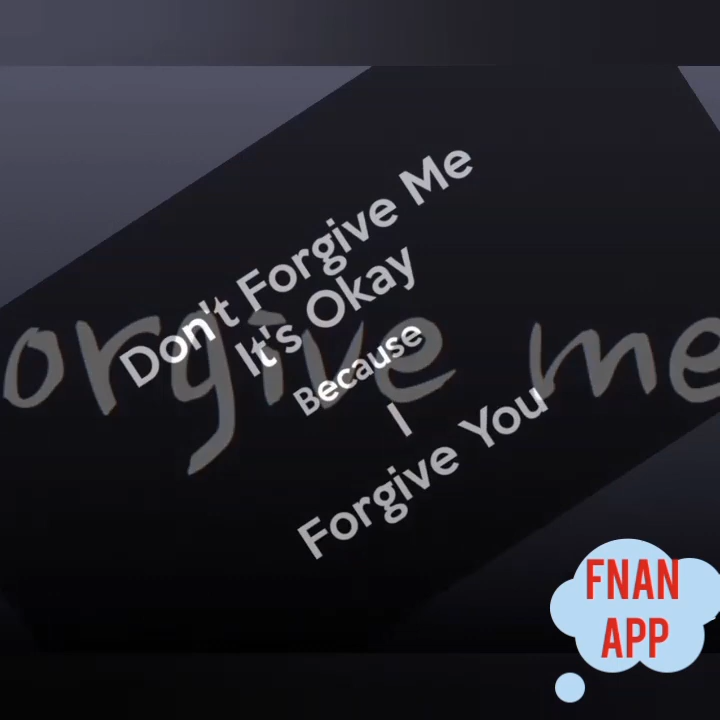 Don't Forgive Me
It's Okay
Because
I
Forgive You
orgive me
FNAN
APP